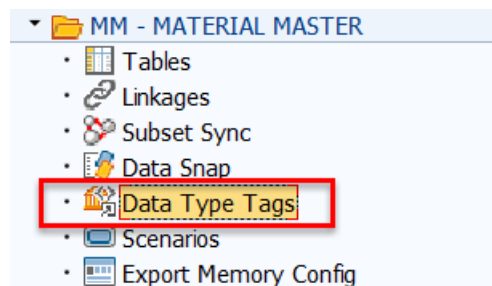 MM - MATERIAL MASTER
Tables
Linkages
Subset Sync
Data Snap
Data Type Tags
Scenarios
Export Memory Config